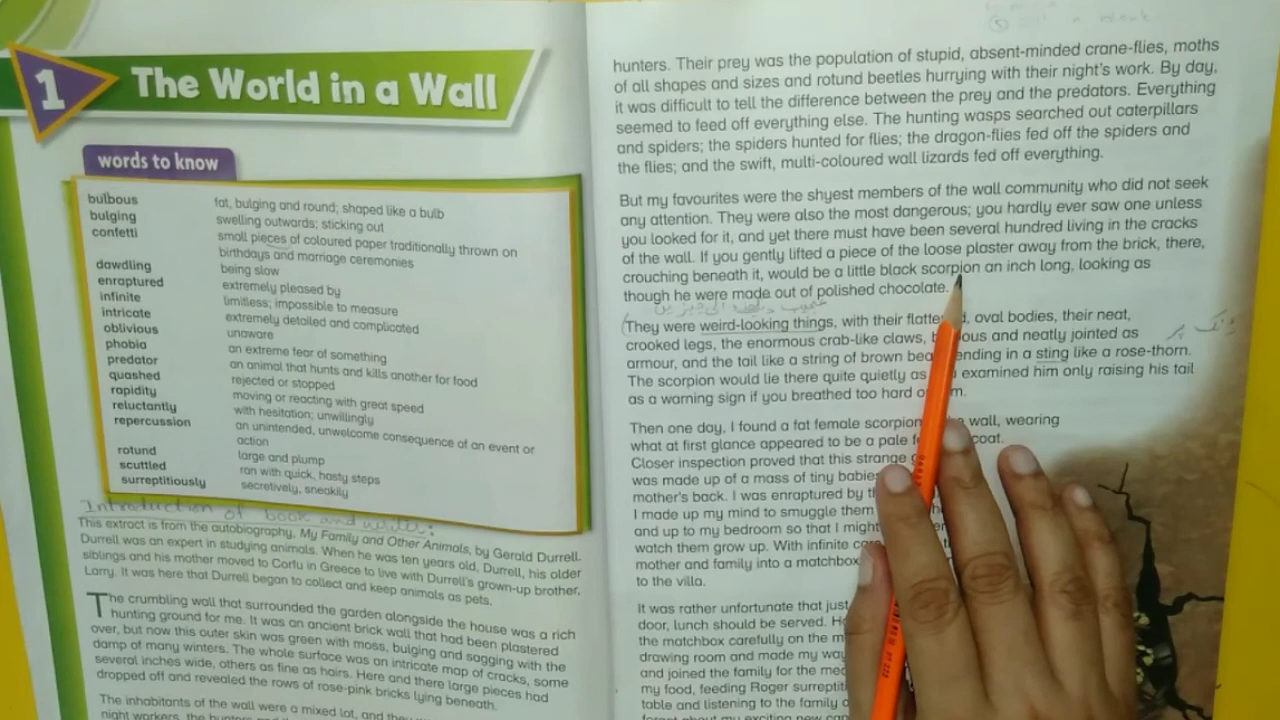 1 The World in a Wall
words to know
bulbous fat, bulging and round; shaped like a bulb
bulging swelling outwards; sticking out
confetti small pieces of coloured paper traditionally thrown on
birthdays and marriage ceremonies
dawdling being slow
enraptured extremely pleased by
infinite limitless; impossible to measure
intricate extremely detailed and complicated
oblivious unaware
phobia an extreme fear of something
predator an animal that hunts and kills another for food
quashed rejected or stopped
rapidity moving or reacting with great speed
reluctantly with hesitation; unwillingly
repercussion an unintended, unwelcome consequence of an event or
action
rotund large and plump
scuttled ran with quick, hasty steps
surreptitiously secretively, sneakily
Introduction of book and :
This extract is from the autobiography, My Family and Other Animals, by Gerald Durrell.
Durrell was an expert in studying animals. When he was ten years old, Durrell, his older
siblings and his mother moved to Corfu in Greece to live with Durrell's grown-up brother,
Larry. It was here that Durrell began to collect and keep animals as pets.
The crumbling wall that surrounded the garden alongside the house was a rich
hunting ground for me. It was an ancient brick wall that had been plastered
over, but now this outer skin was green with moss, bulging and sagging with the
damp of many winters. The whole surface was an intricate map of cracks, some
several inches wide, others as fine as hairs. Here and there large pieces had
dropped off and revealed the rows of rose-pink bricks lying beneath.
The inhabitants of the wall were a mixed lot, and they
night workers, the hunters
hunters. Their prey was the population of stupid, absent-minded crane-flies, moths
of all shapes and sizes and rotund beetles hurrying with their night's work. By day,
it was difficult to tell the difference between the prey and the predators. Everything
seemed to feed off everything else. The hunting wasps searched out caterpillars
and spiders; the spiders hunted for flies; the dragon-flies fed off the spiders and
the flies; and the swift, multi-coloured wall lizards fed off everything.
But my favourites were the shyest members of the wall community who did not seek
any attention. They were also the most dangerous; you hardly ever saw one unless
you looked for it, and yet there must have been several hundred living in the cracks
of the wall. If you gently lifted a piece of the loose plaster away from the brick, there,
crouching beneath it, would be a little black scorpion an inch long, looking as
though he were made out of polished chocolate.
They were weird-looking things, with their oval bodies, their neat,
crooked legs, the enormous crab-like claws, and neatly jointed as
armour, and the tail like a string of brown ending in a sting like a rose-thorn.
The scorpion would lie there quite quietly as examined him only raising his tail
as a warning sign if you breathed too hard
Then one day, I found a fat female scorpion wall, wearing
what at first glance appeared to be a pale coat.
Closer inspection proved that this strange
was made up of a mass of tiny babies
mother's back. I was enraptured by
I made up my mind to smuggle them
and up to my bedroom so that I might
watch them grow up. With infinite
mother and family into a matchbox
to the villa.
It was rather unfortunate that just
door, lunch should be served.
the matchbox carefully on the
drawing room and made my way
and joined the family for the
my food, feeding Roger
table and listening to the family
my exciting new